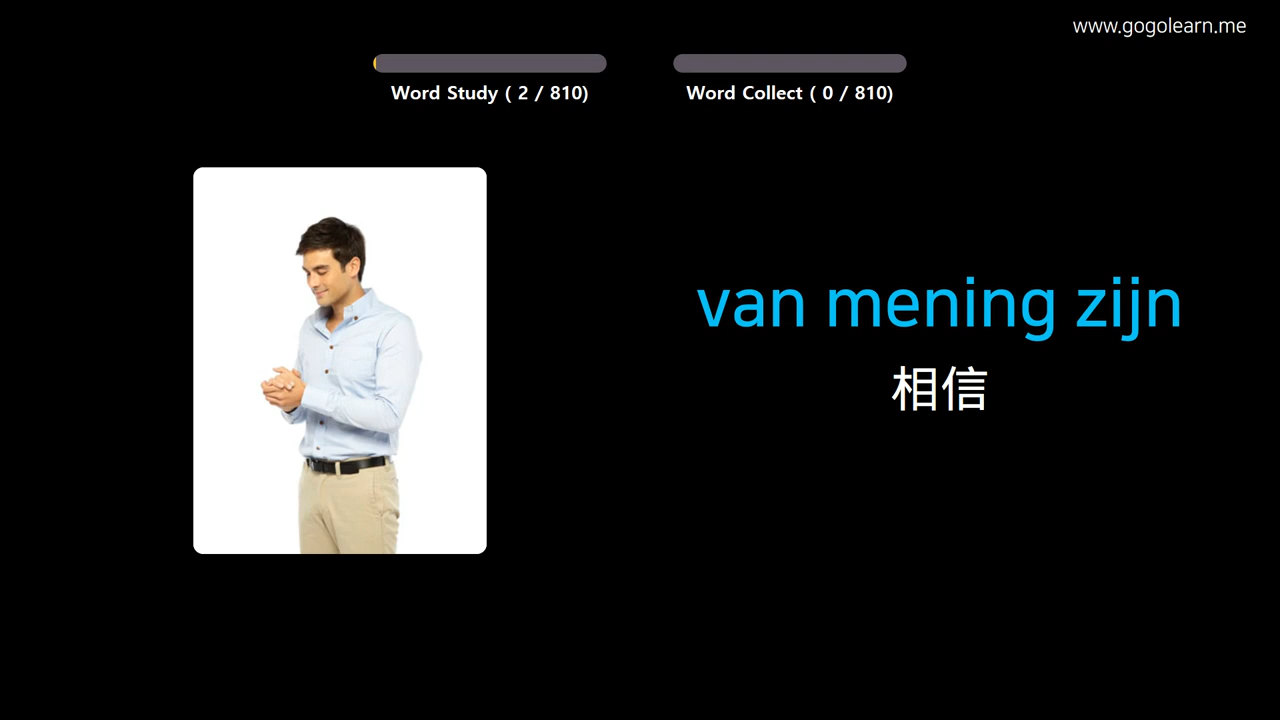 www.gogolearn.me
Word Study ( 2 / 810)
Word Collect ( 0 / 810)
van mening zijn
相信